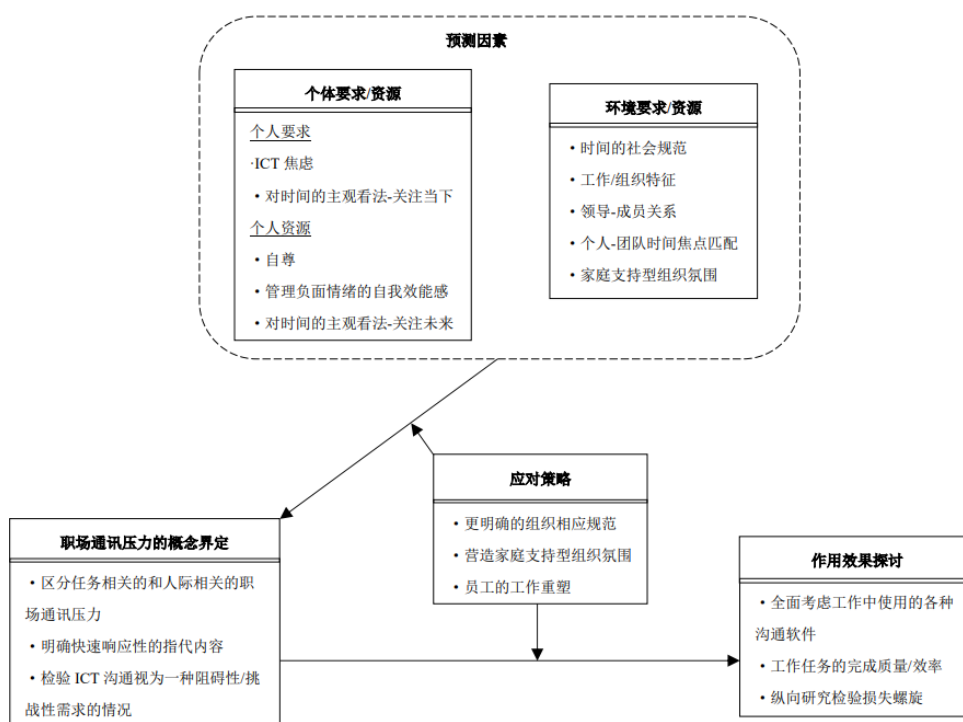 预测因素
个体要求/资源
个人要求
·ICT 焦虑
•对时间的主观看法-关注当下
个人资源
•自尊
•管理负面情绪的自我效能感
•对时间的主观看法-关注未来
环境要求/资源
•时间的社会规范
•工作/组织特征
•领导-成员关系
•个人-团队时间焦点匹配
•家庭支持型组织氛围
应对策略
•更明确的组织相应规范
•营造家庭支持型组织氛围
•员工的工作重塑
职场通讯压力的概念界定
•区分任务相关的和人际相关的职
场通讯压力
•明确快速响应性的指代内容
•检验 ICT 沟通视为一种阻碍性/挑
战性需求的情况
作用效果探讨
•全面考虑工作中使用的各种
沟通软件
•工作任务的完成质量/效率
•纵向研究检验损失螺旋